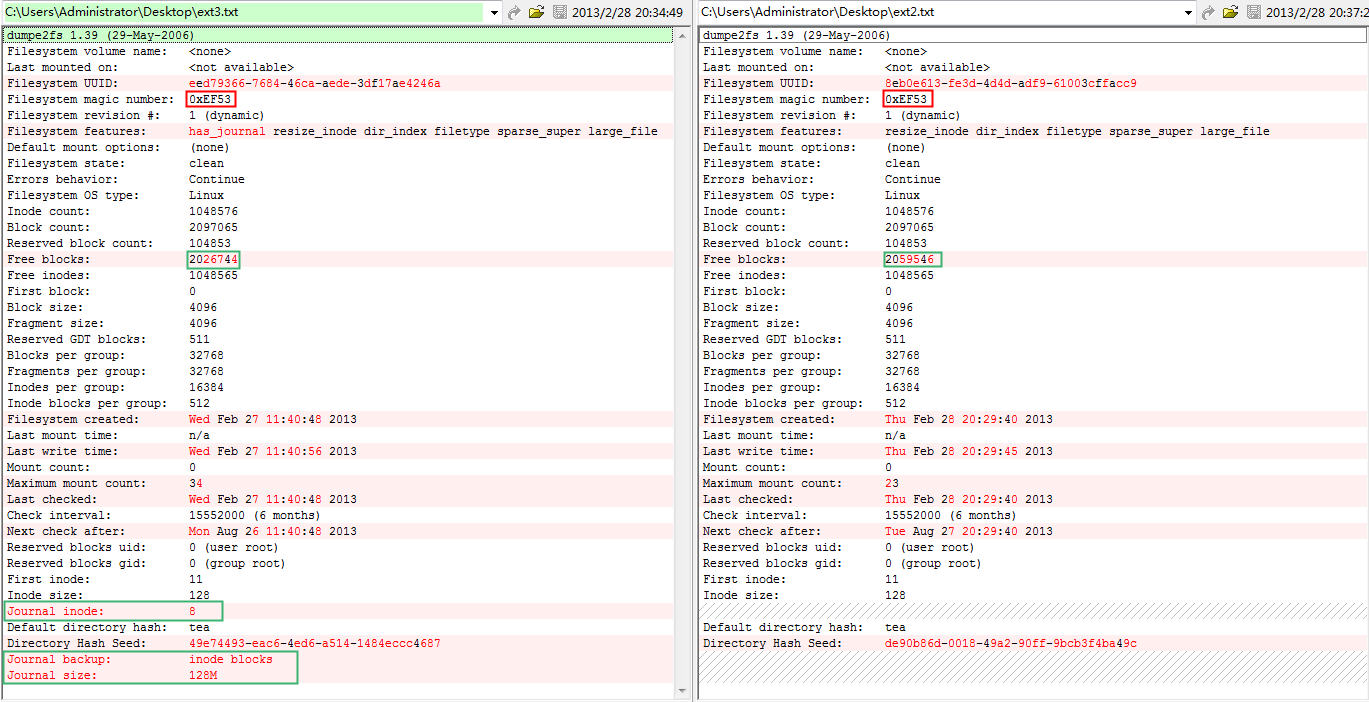 C:\Users\Administrator\Desktop\ext3.txt 2013/2/28 20:34:49
dumpe2fs 1.39 (29-May-2006)
Filesystem volume name: <none>
Last mounted on: <not available>
Filesystem UUID: eed79366-7684-46ca-aede-3df17ae4246a
Filesystem magic number: 0xEF53
Filesystem revision #: 1 (dynamic)
Filesystem features: has_journal resize_inode dir_index filetype sparse_super large_file
Default mount options: (none)
Filesystem state: clean
Errors behavior: Continue
Filesystem OS type: Linux
Inode count: 1048576
Block count: 2097065
Reserved block count: 104853
Free blocks: 2026744
Free inodes: 1048565
First block: 0
Block size: 4096
Fragment size: 4096
Reserved GDT blocks: 511
Blocks per group: 32768
Fragments per group: 32768
Inodes per group: 16384
Inode blocks per group: 512
Filesystem created: Wed Feb 27 11:40:48 2013
Last mount time: n/a
Last write time: Wed Feb 27 11:40:56 2013
Mount count: 0
Maximum mount count: 34
Last checked: Wed Feb 27 11:40:48 2013
Check interval: 15552000 (6 months)
Next check after: Mon Aug 26 11:40:48 2013
Reserved blocks uid: 0 (user root)
Reserved blocks gid: 0 (group root)
First inode: 11
Inode size: 128
Journal inode: 8
Default directory hash: tea
Directory Hash Seed: 49e74493-eac6-4ed6-a514-1484eccc4687
Journal backup: inode blocks
Journal size: 128M
C:\Users\Administrator\Desktop\ext2.txt 2013/2/28 20:37:2
dumpe2fs 1.39 (29-May-2006)
Filesystem volume name: <none>
Last mounted on: <not available>
Filesystem UUID: 8eb0e613-fe3d-4d4d-adf9-61003cffacc9
Filesystem magic number: 0xEF53
Filesystem revision #: 1 (dynamic)
Filesystem features: resize_inode dir_index filetype sparse_super large_file
Default mount options: (none)
Filesystem state: clean
Errors behavior: Continue
Filesystem OS type: Linux
Inode count: 1048576
Block count: 2097065
Reserved block count: 104853
Free blocks: 2059546
Free inodes: 1048565
First block: 0
Block size: 4096
Fragment size: 4096
Reserved GDT blocks: 511
Blocks per group: 32768
Fragments per group: 32768
Inodes per group: 16384
Inode blocks per group: 512
Filesystem created: Thu Feb 28 20:29:40 2013
Last mount time: n/a
Last write time: Thu Feb 28 20:29:45 2013
Mount count: 0
Maximum mount count: 23
Last checked: Thu Feb 28 20:29:40 2013
Check interval: 15552000 (6 months)
Next check after: Tue Aug 27 20:29:40 2013
Reserved blocks uid: 0 (user root)
Reserved blocks gid: 0 (group root)
First inode: 11
Inode size: 128
Default directory hash: tea
Directory Hash Seed: de90b86d-0018-49a2-90ff-9bcb3f4ba49c